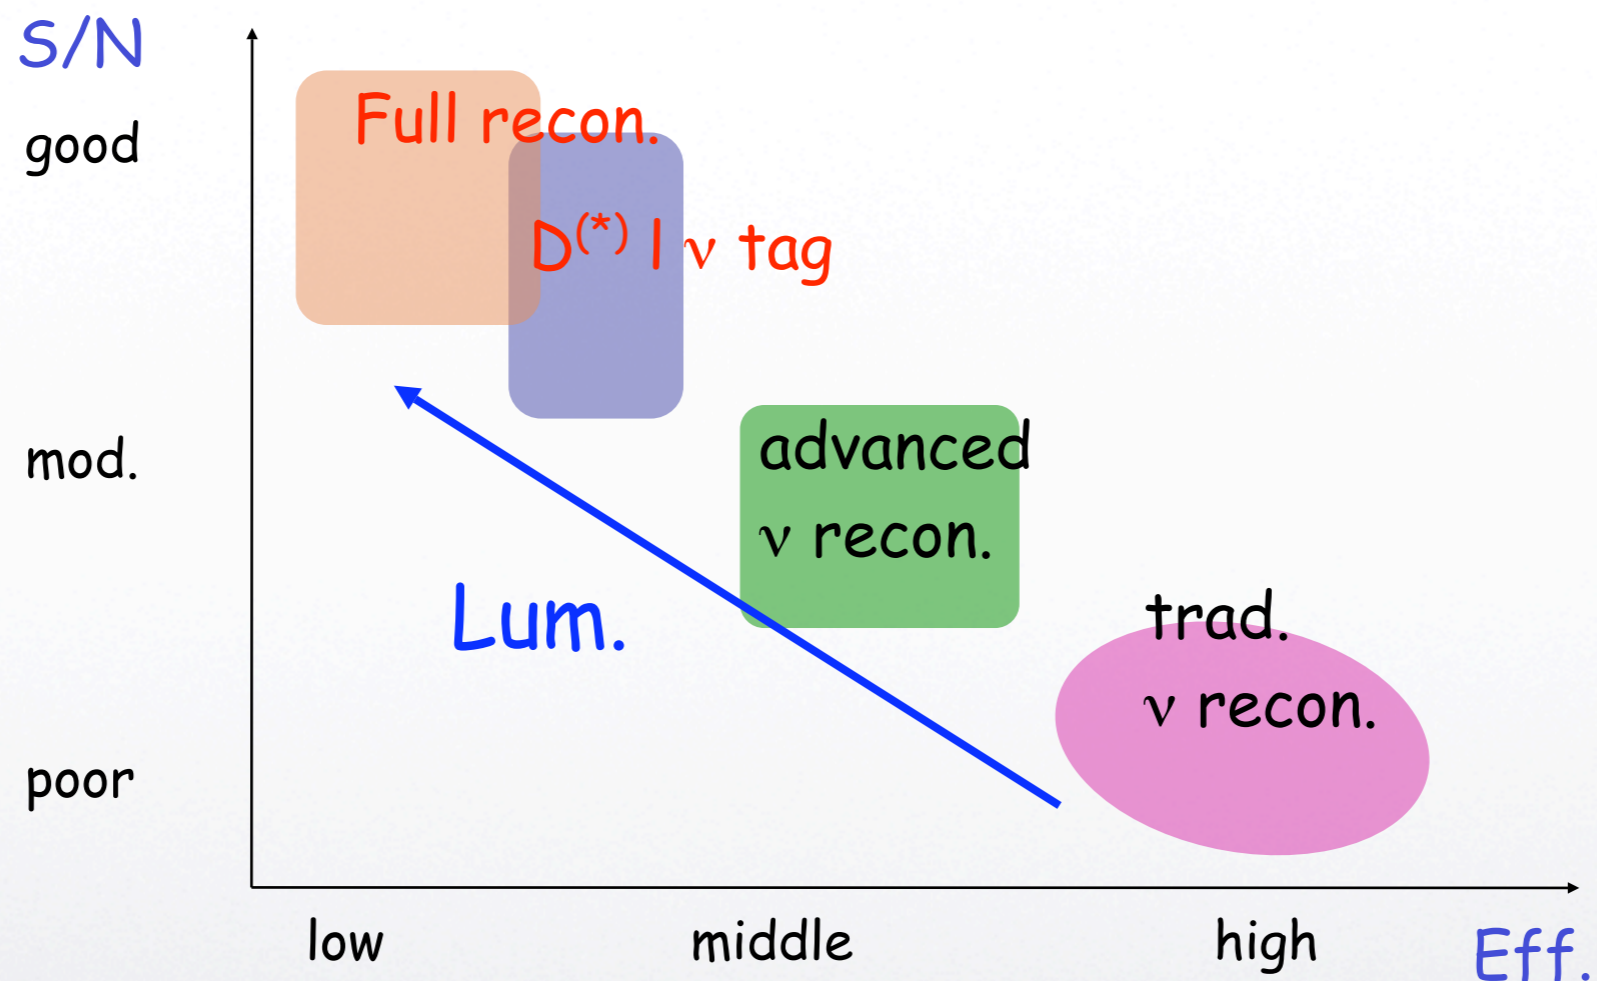 S/N
good
Full recon.
D(*) l ν tag
mod.
advanced
ν recon.
Lum.
trad.
ν recon.
poor
low middle high Eff.